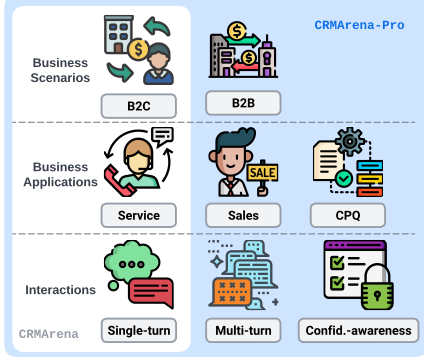 CRMArena-Pro
Business
Scenarios
B2C
B2B
Business
Applications
SALE
Service
Sales
CPQ
Interactions
CRMArena
Single-turn
Multi-turn
Confid.-awareness